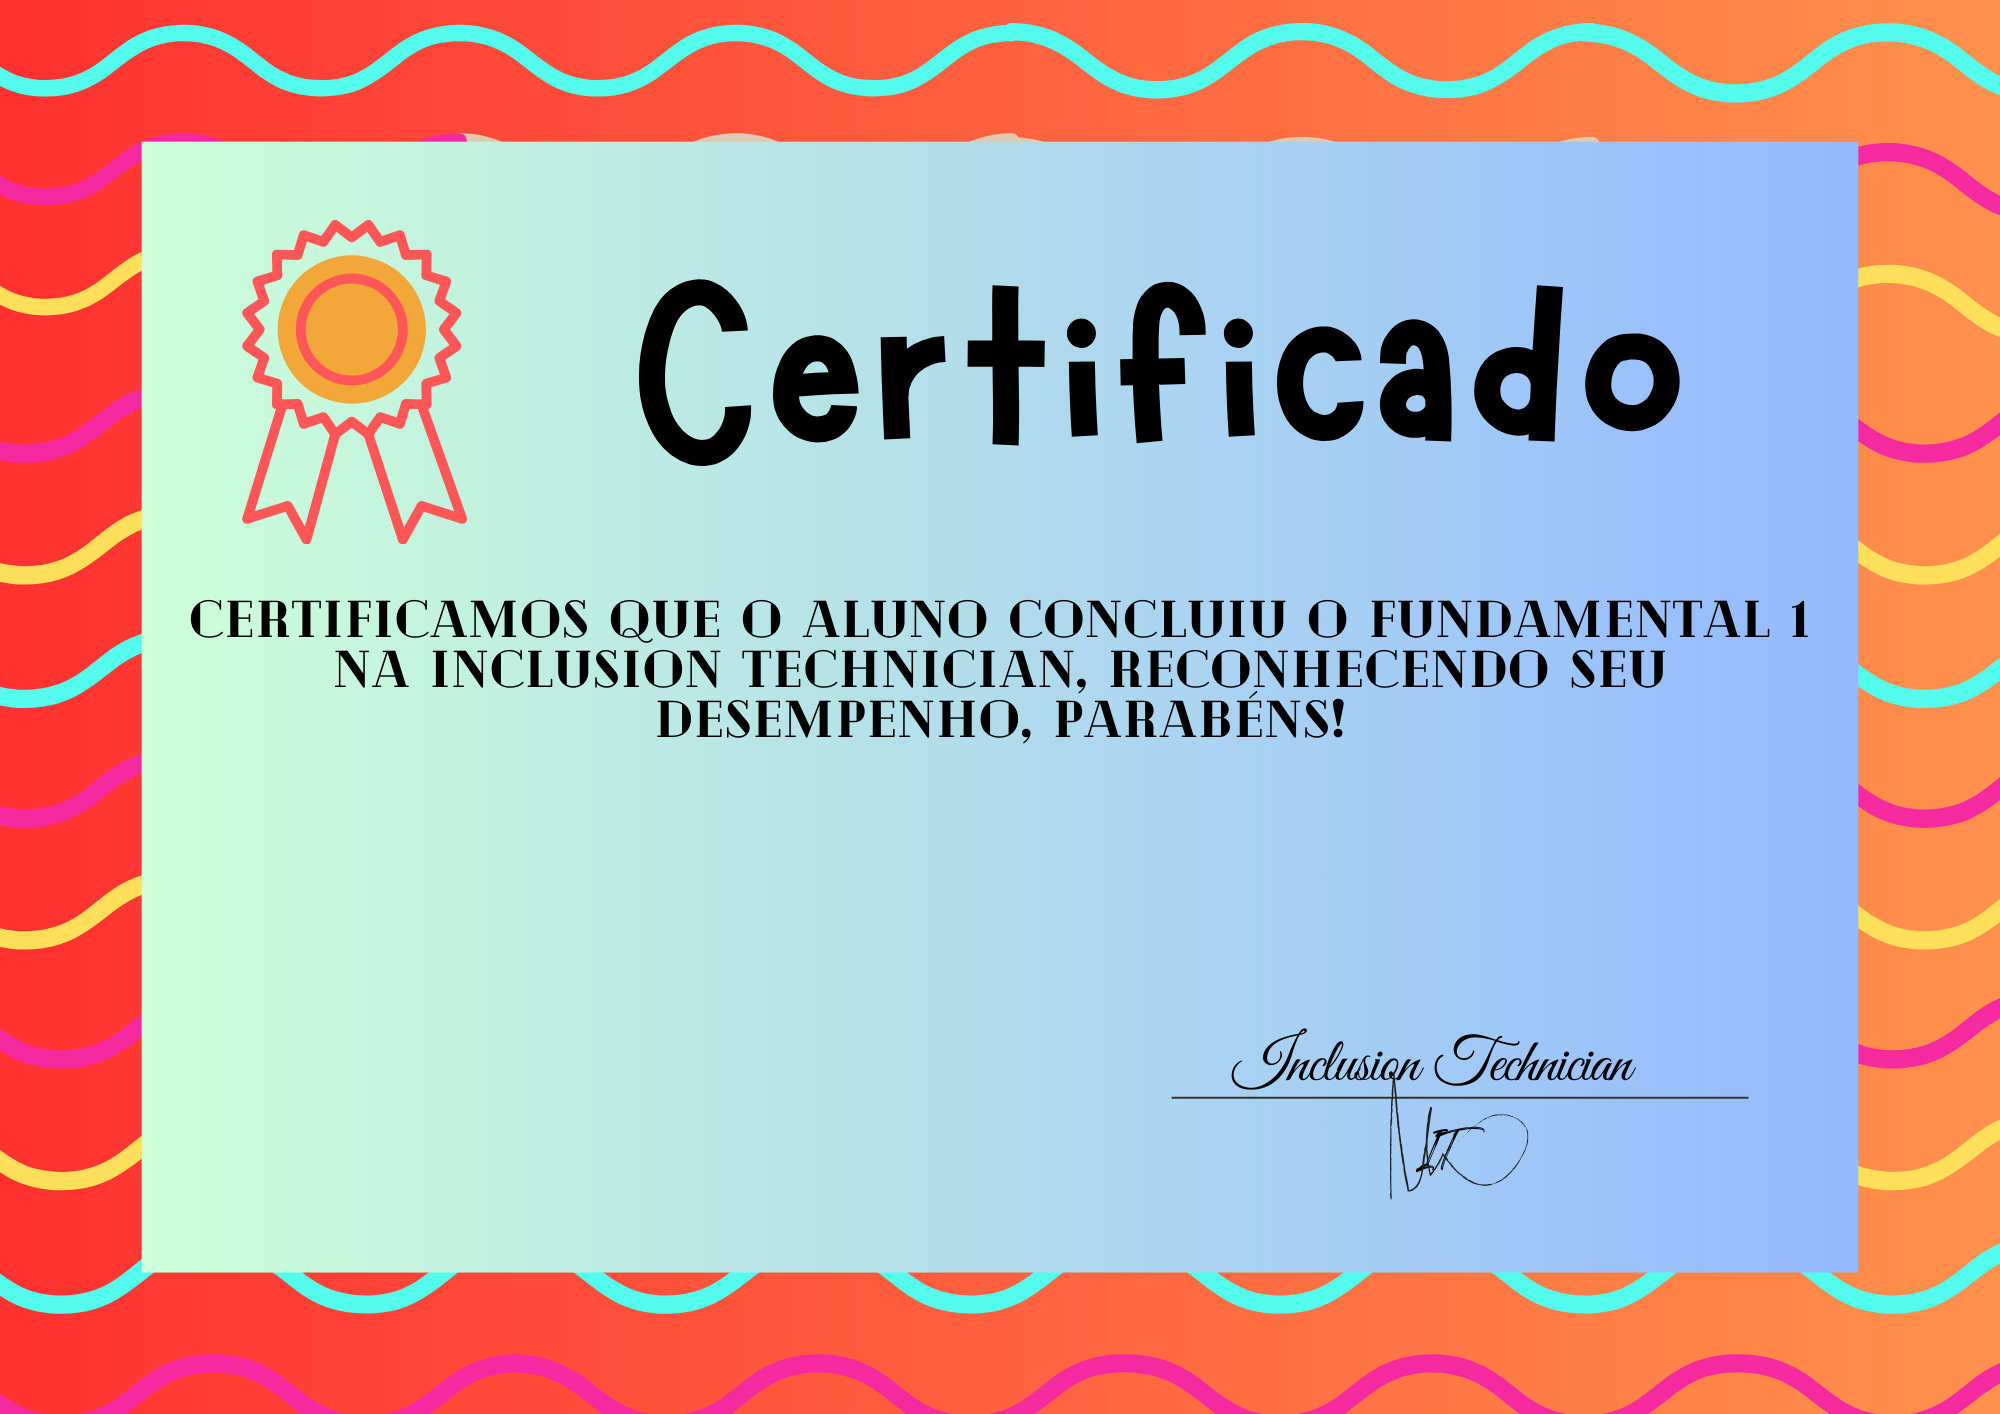 Certificado
CERTIFICAMOS QUE O ALUNO CONCLUIU O FUNDAMENTAL 1
NA INCLUSION TECHNICIAN, RECONHECENDO SEU
DESEMPENHO, PARABÉNS!
Inclusion Technician